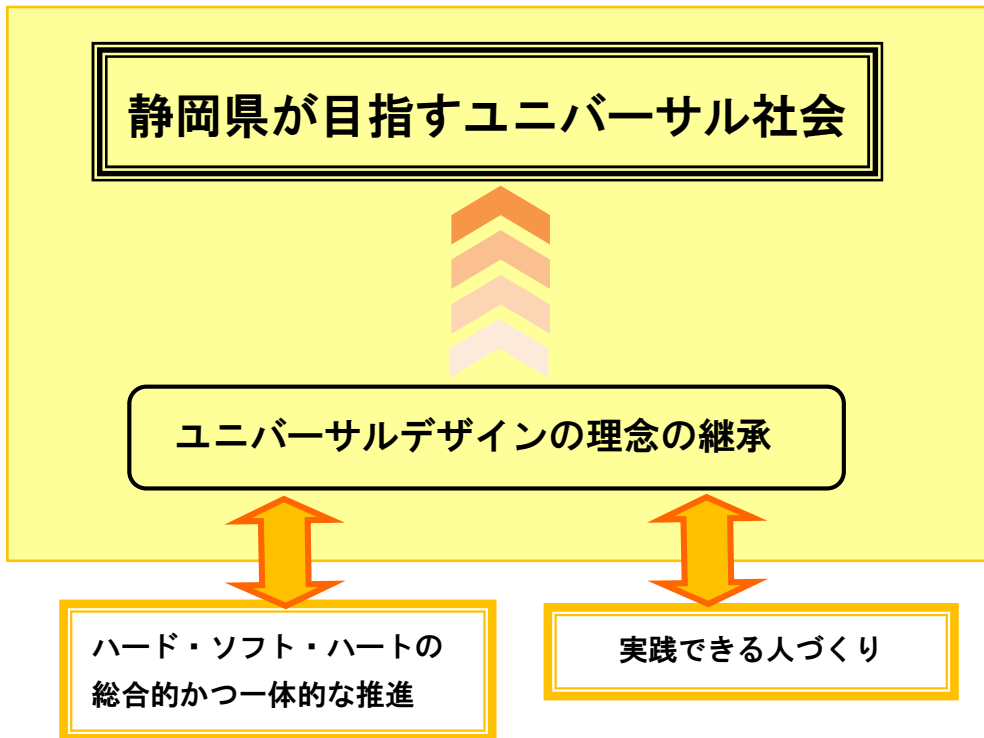 静岡県が目指すユニバーサル社会
ユニバーサルデザインの理念の継承
ハード・ソフト・ハートの
総合的かつ一体的な推進
実践できる人づくり